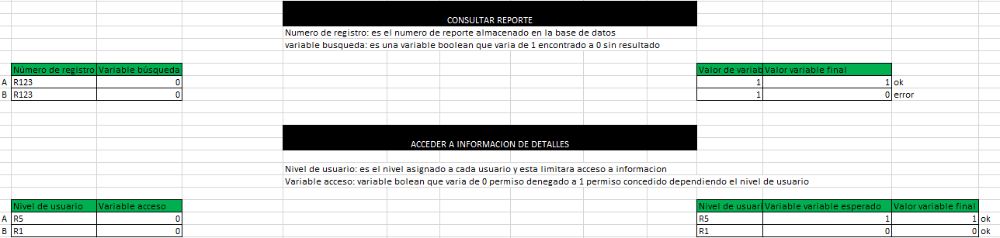 CONSULTAR REPORTE
Numero de registro: es el numero de reporte almacenado en la base de datos
variable busqueda: es una variable boolean que varia de 1 encontrado a 0 sin resultado
Número de registro Variable búsqueda Valor de variab Valor variable final
A R123 0 1 1 ok
B R123 0 1 0 error
ACCEDER A INFORMACION DE DETALLES
Nivel de usuario: es el nivel asignado a cada usuario y esta limitara acceso a informacion
Variable acceso: variable bolean que varia de 0 permiso denegado a 1 permiso concedido dependiendo el nivel de usuario
Nivel de usuario Variable acceso Nivel de usuari Variable variable esperado Valor variable final
A R5 0 R5 1 1 ok
B R1 0 R1 0 0 ok